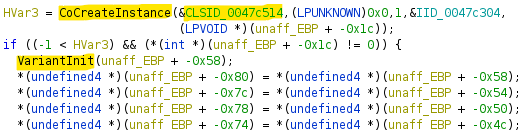 HVar3 = CoCreateInstance(&CLSID_0047c514,(LPUNKNOWN)0x0,1,&IID_0047c304,
(LPVOID *)(unaff_EBP + -0x1c));
if ((-1 < HVar3) && (*(int *)(unaff_EBP + -0x1c) != 0)) {
VariantInit(unaff_EBP + -0x58);
*(undefined4 *)(unaff_EBP + -0x80) = *(undefined4 *)(unaff_EBP + -0x58);
*(undefined4 *)(unaff_EBP + -0x7c) = *(undefined4 *)(unaff_EBP + -0x54);
*(undefined4 *)(unaff_EBP + -0x78) = *(undefined4 *)(unaff_EBP + -0x50);
*(undefined4 *)(unaff_EBP + -0x74) = *(undefined4 *)(unaff_EBP + -0x4c);